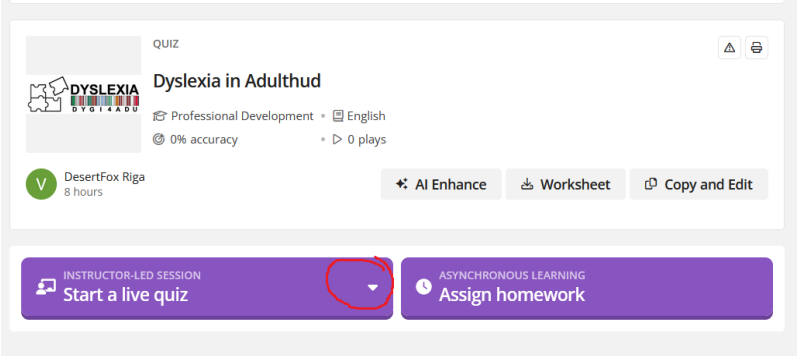 QUIZ
Dyslexia in Adulthud
DYSLEXIA
DYGI4ADU
Professional Development • English
0% accuracy • 0 plays
V
DesertFox Riga
8 hours
AI Enhance
Worksheet
Copy and Edit
INSTRUCTOR-LED SESSION
Start a live quiz
ASYNCHRONOUS LEARNING
Assign homework